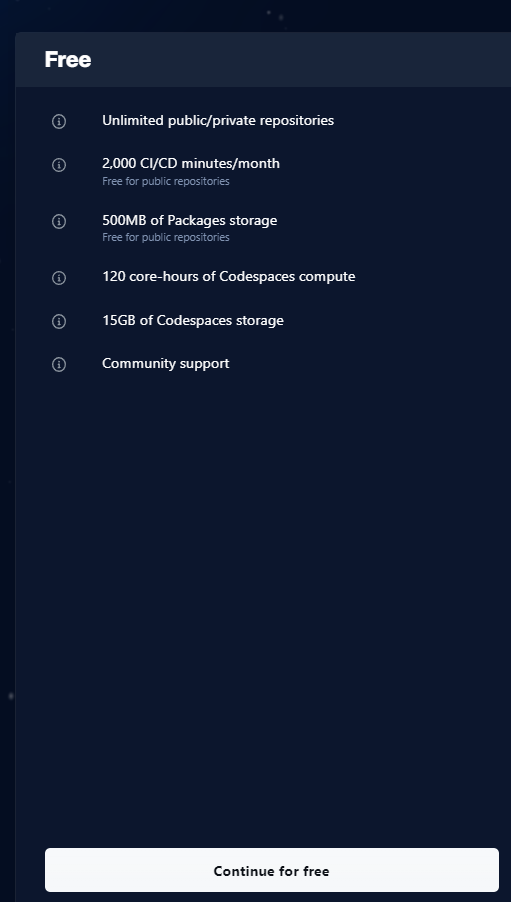 Free
Unlimited public/private repositories
2,000 CI/CD minutes/month
Free for public repositories
500MB of Packages storage
Free for public repositories
120 core-hours of Codespaces compute
15GB of Codespaces storage
Community support
Continue for free